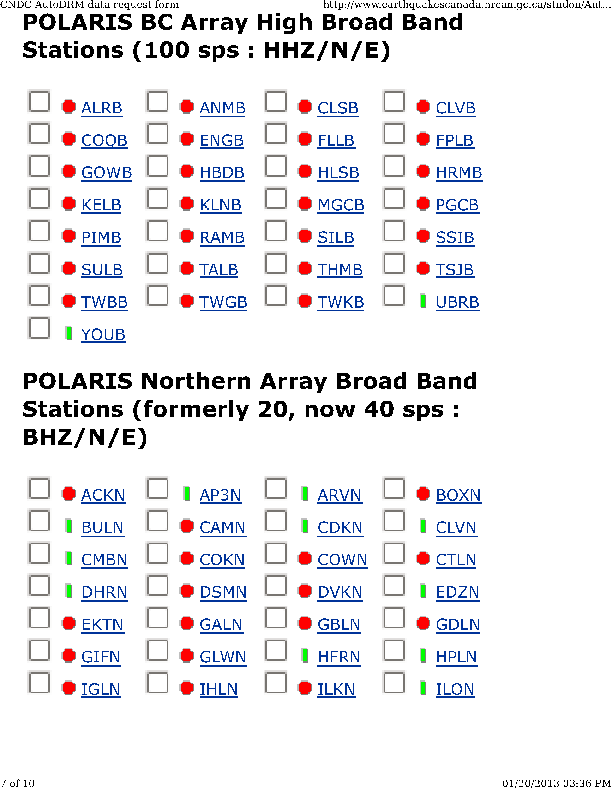 CNDC AutoDRM data request form http://www.earthquakescanada.nrcan.gc.ca/stndon/Aut...
POLARIS BC Array High Broad Band
Stations (100 sps : HHZ/N/E)
ALRB ANMB CLSB CLVB
COQB ENGB FLLB FPLB
GOWB HBDB HLSB HRMB
KELB KLNB MGCB PGCB
PIMB RAMB SILB SSIB
SULB TALB THMB TSJB
TWBB TWGB TWKB UBRB
YOUB
POLARIS Northern Array Broad Band
Stations (formerly 20, now 40 sps :
BHZ/N/E)
ACKN AP3N ARVN BOXN
BULN CAMN CDKN CLVN
CMBN COKN COWN CTLN
DHRN DSMN DVKN EDZN
EKTN GALN GBLN GDLN
GIFN GLWN HFRN HPLN
IGLN IHLN ILKN ILON
7 of 10 01/20/2013 03:36 PM